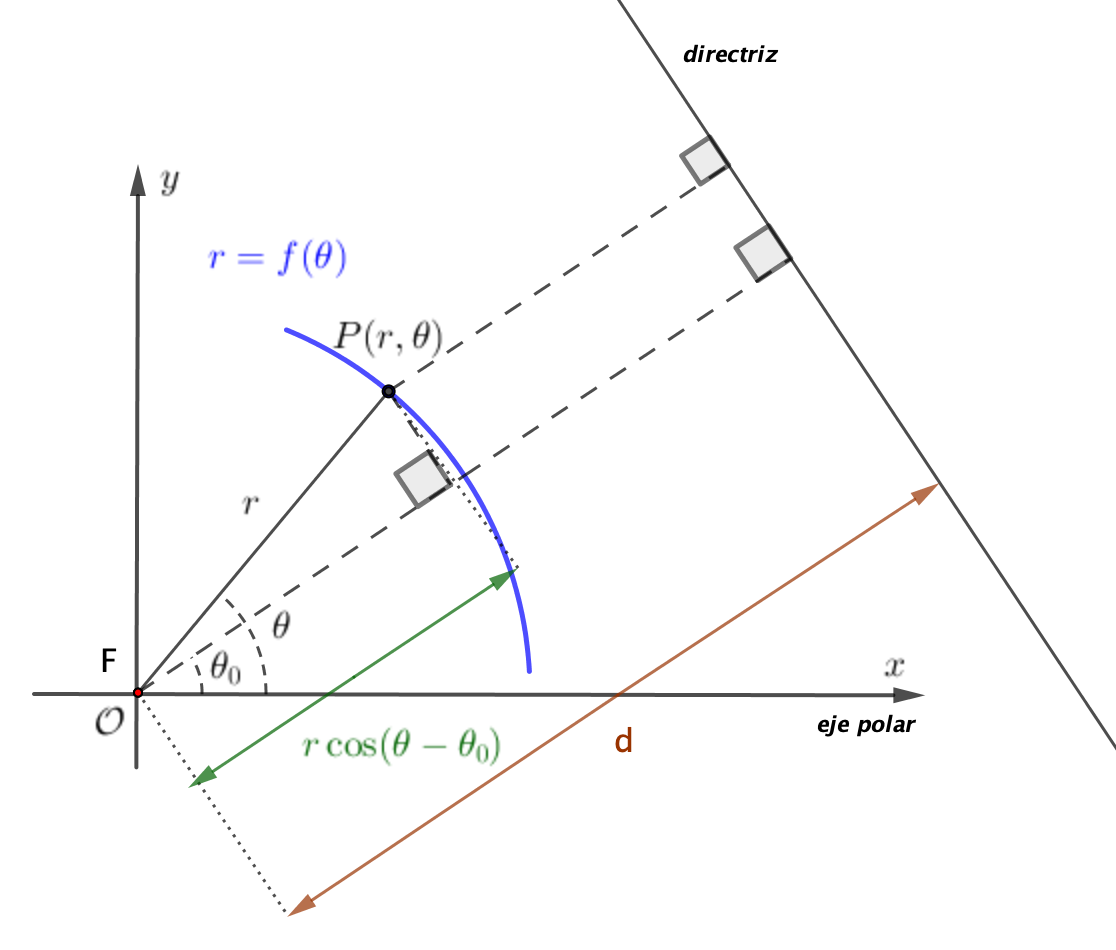 directriz
y
r = f(θ)
P(r, θ)
r
θ
F
θ₀
x
𝒪
eje polar
r cos(θ − θ₀)
d